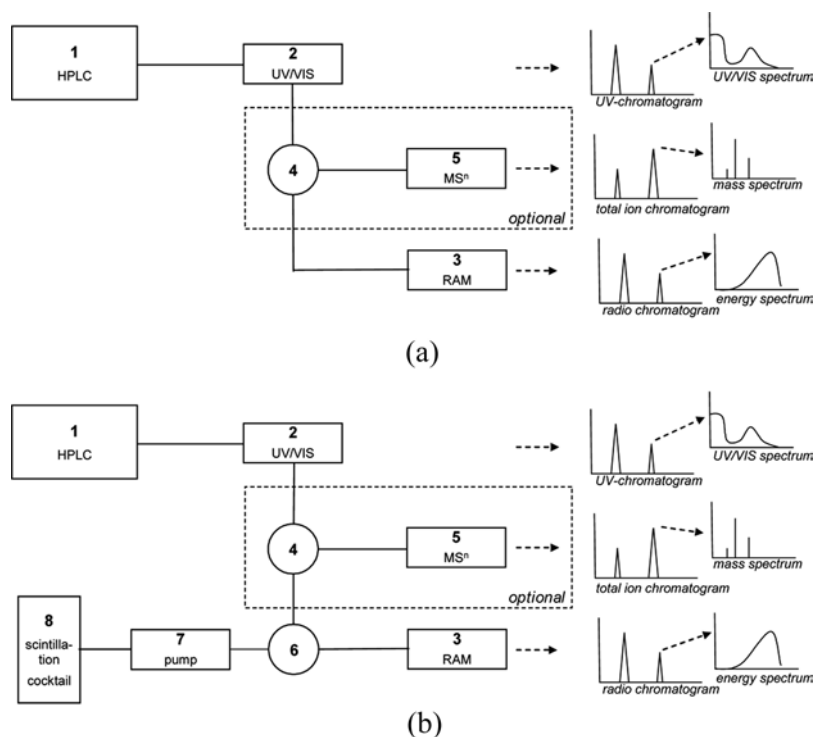 1
HPLC
2
UV/VIS
UV-chromatogram
UV/VIS spectrum
4
5
MSⁿ
optional
total ion chromatogram
mass spectrum
3
RAM
radio chromatogram
energy spectrum
(a)
1
HPLC
2
UV/VIS
UV-chromatogram
UV/VIS spectrum
4
5
MSⁿ
optional
total ion chromatogram
mass spectrum
8
scintilla-
tion
cocktail
7
pump
6
3
RAM
radio chromatogram
energy spectrum
(b)